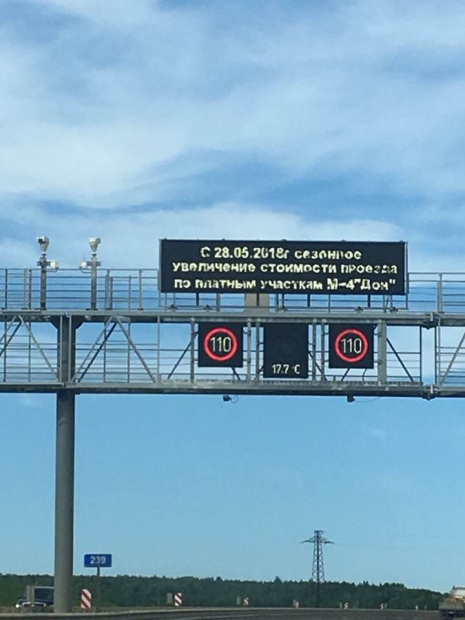 С 28.05.2018г сезонное
увеличение стоимости проезда
по платным участкам М-4"Дон"
110
110
17.7 °C
239